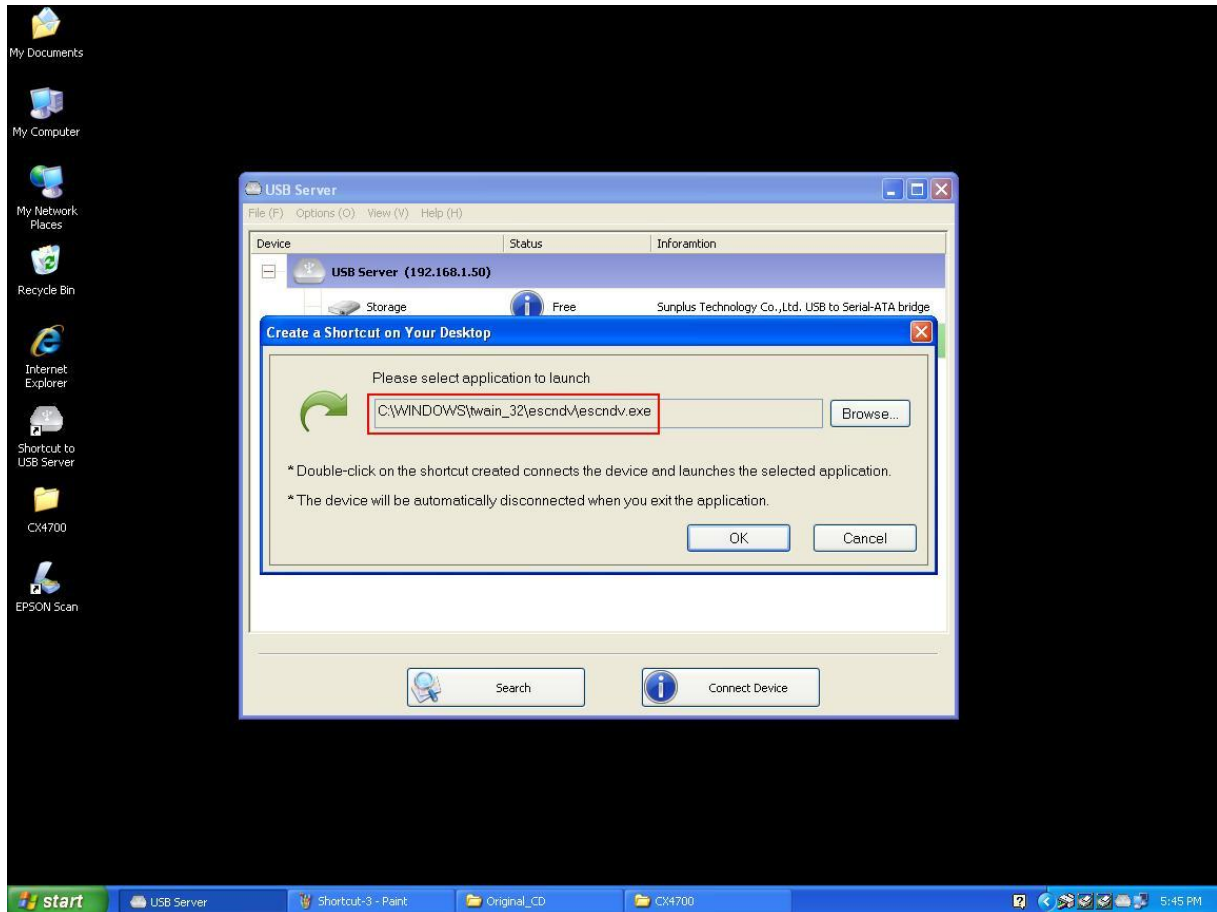 My Documents
My Computer
My Network
Places
Recycle Bin
Internet
Explorer
Shortcut to
USB Server
CX4700
EPSON Scan
USB Server
File (F) Options (O) View (V) Help (H)
Device Status Inforamtion
USB Server (192.168.1.50)
Storage Free Sunplus Technology Co.,Ltd. USB to Serial-ATA bridge
Create a Shortcut on Your Desktop
Please select application to launch
C:\WINDOWS\twain_32\escndv\escndv.exe Browse...
* Double-click on the shortcut created connects the device and launches the selected application.
* The device will be automatically disconnected when you exit the application.
OK Cancel
Search Connect Device
start USB Server Shortcut-3 - Paint Original_CD CX4700 5:45 PM